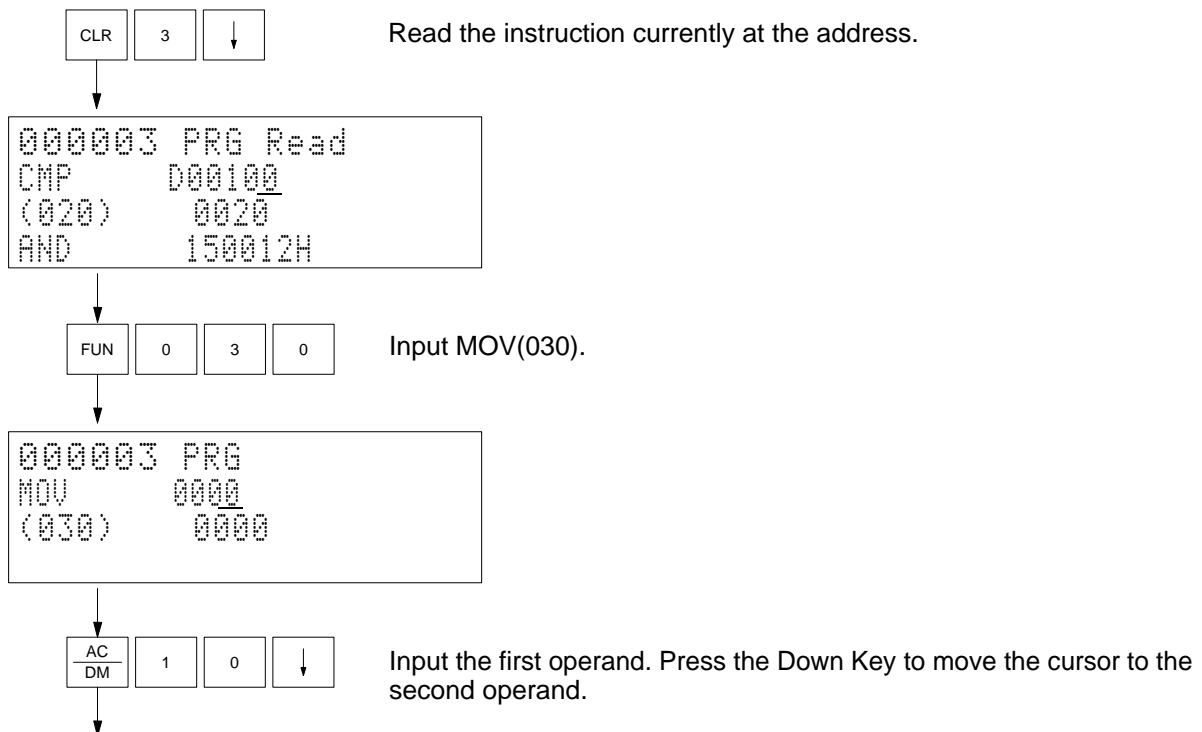 CLR 3 ↓ Read the instruction currently at the address.
000003 PRG Read
CMP D00100
(020) 0020
AND 150012H
FUN 0 3 0 Input MOV(030).
000003 PRG
MOV 0000
(030) 0000
AC
DM 1 0 ↓ Input the first operand. Press the Down Key to move the cursor to the
second operand.